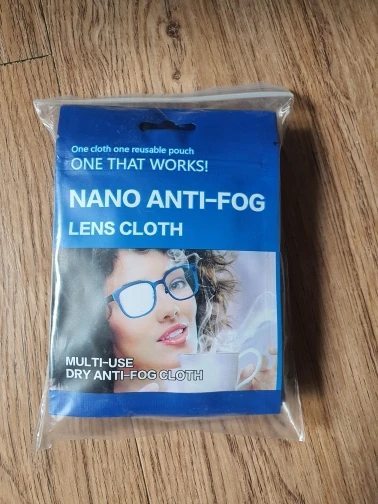 One cloth one reusable pouch
ONE THAT WORKS!
NANO ANTI-FOG
LENS CLOTH
MULTI-USE
DRY ANTI-FOG CLOTH